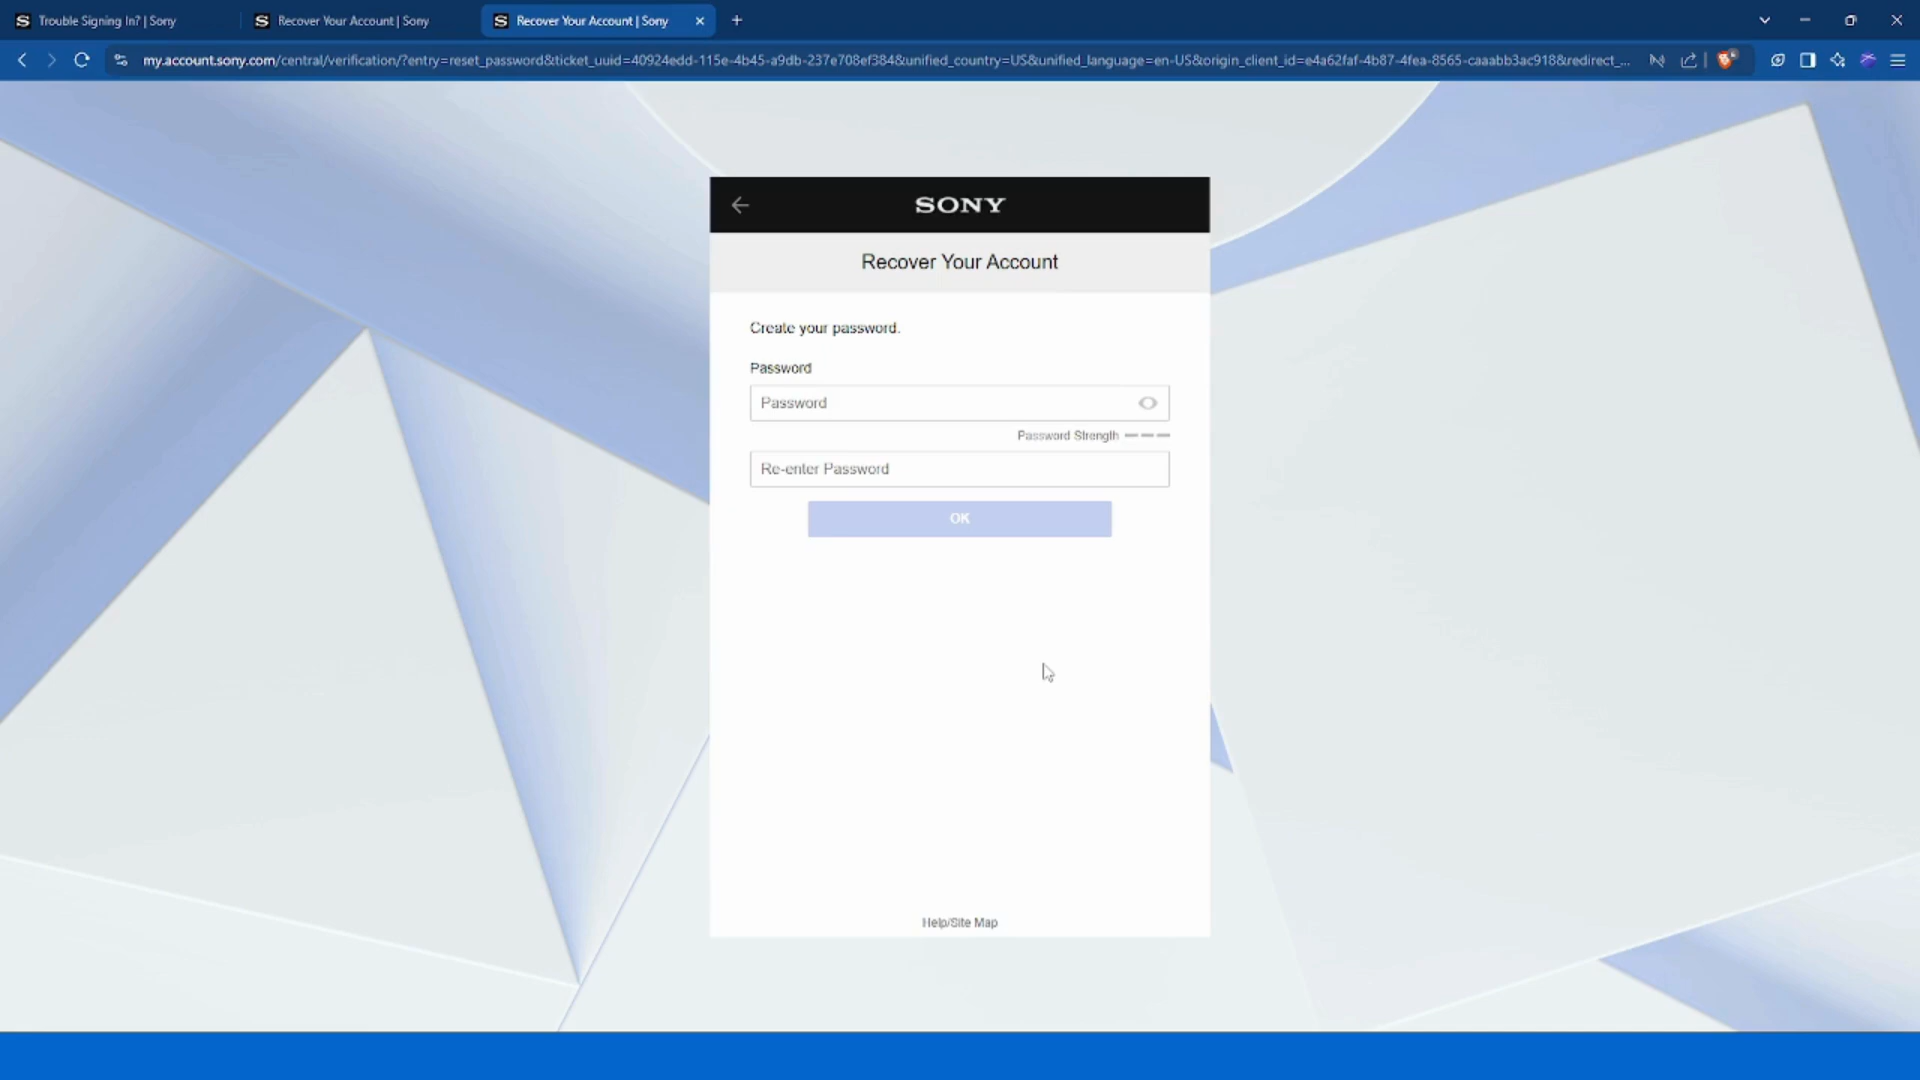 Trouble Signing In? | Sony
Recover Your Account | Sony
Recover Your Account | Sony
my.account.sony.com/central/verification/?entry=reset_password&ticket_uuid=40924edd-115e-4b45-a9db-237e708ef384&unified_country=US&unified_language=en-US&origin_client_id=e4a62faf-4b87-4fea-8565-caaabb3ac918&redirect_...
SONY
Recover Your Account
Create your password.
Password
Password
Password Strength
Re-enter Password
OK
Help/Site Map